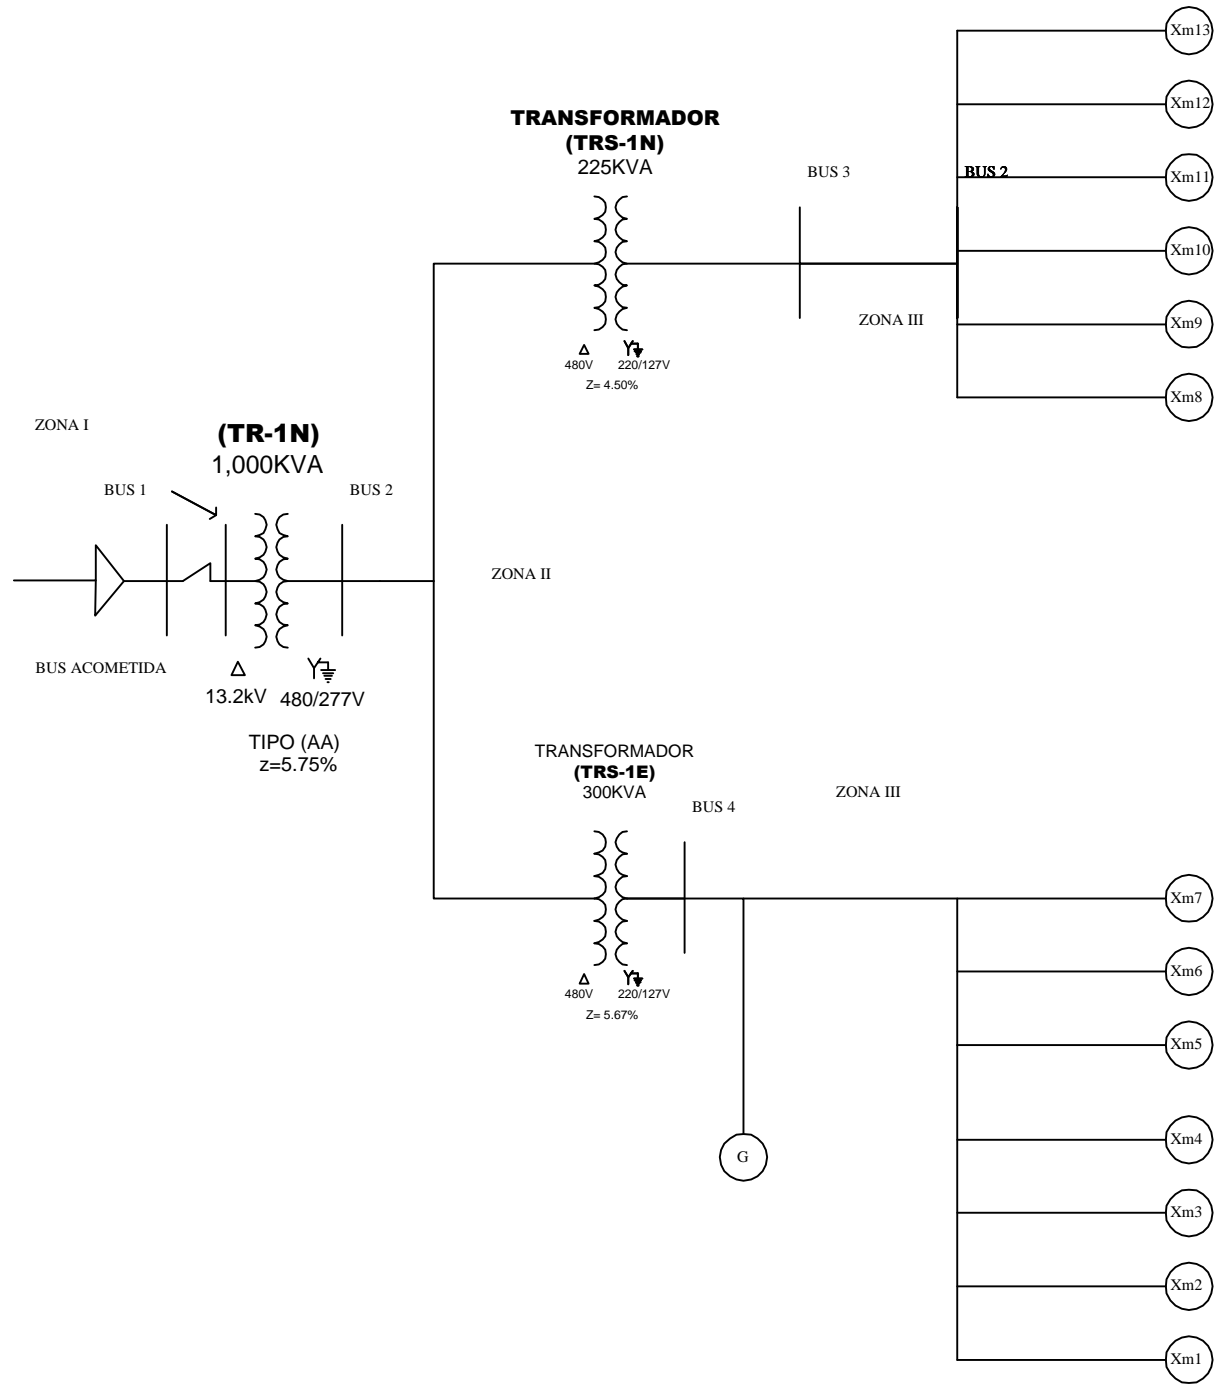 Xm13
Xm12
TRANSFORMADOR
(TRS-1N)
225KVA
BUS 3
BUS 2
Xm11
Xm10
ZONA III
Xm9
480V
220/127V
Z= 4.50%
Xm8
ZONA I
(TR-1N)
1,000KVA
BUS 1
BUS 2
ZONA II
BUS ACOMETIDA
13.2kV
480/277V
TIPO (AA)
z=5.75%
TRANSFORMADOR
(TRS-1E)
300KVA
BUS 4
ZONA III
Xm7
Xm6
480V
220/127V
Z= 5.67%
Xm5
Xm4
G
Xm3
Xm2
Xm1